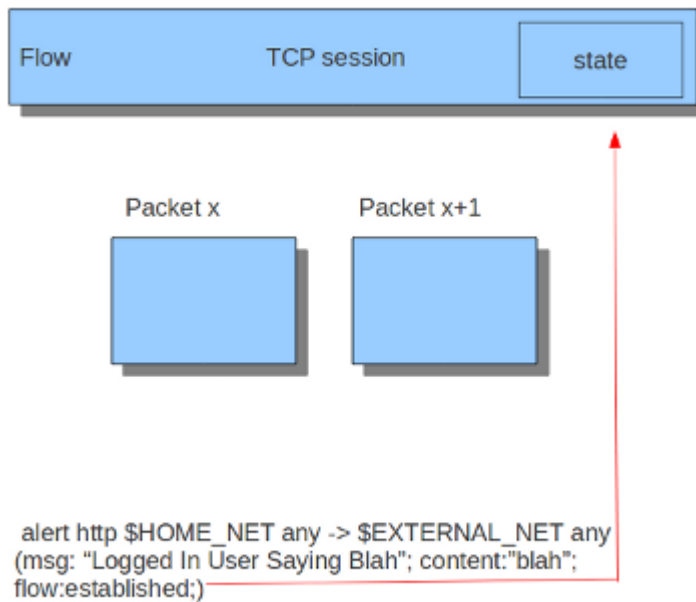 Flow TCP session state
Packet x Packet x+1
alert http $HOME_NET any -> $EXTERNAL_NET any
(msg: “Logged In User Saying Blah"; content:"blah";
flow:established;)